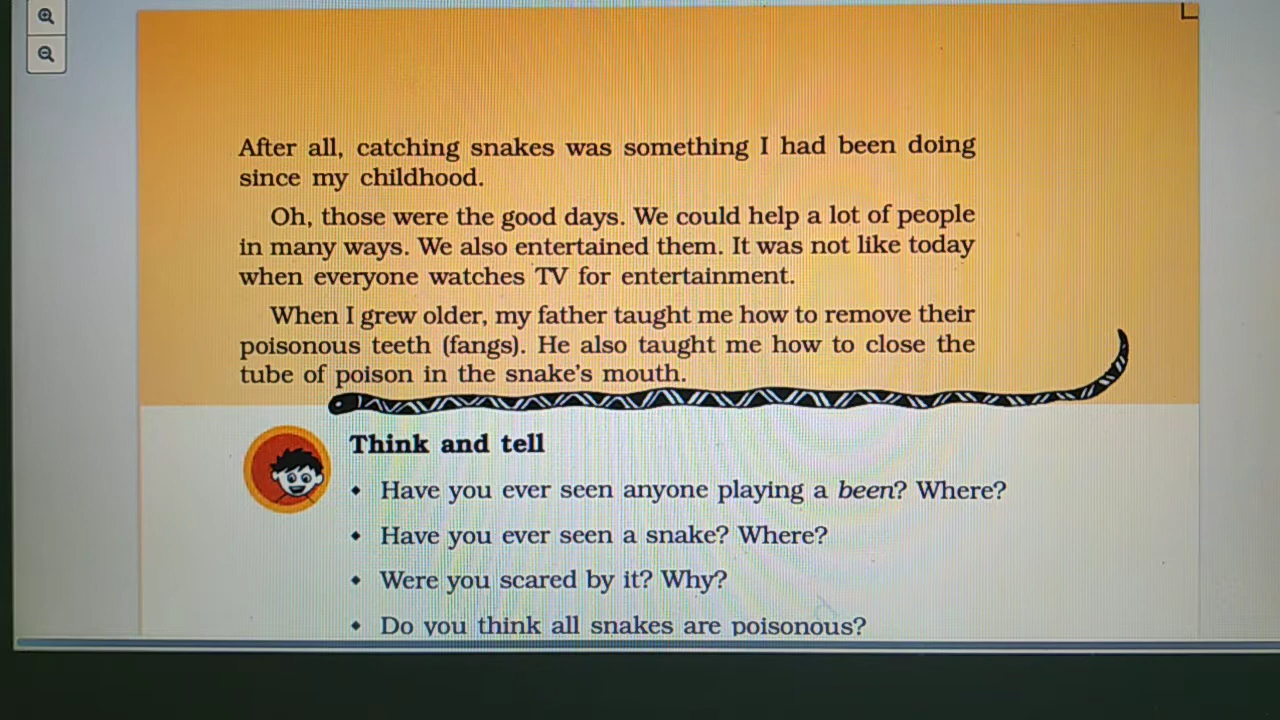 After all, catching snakes was something I had been doing
since my childhood.
Oh, those were the good days. We could help a lot of people
in many ways. We also entertained them. It was not like today
when everyone watches TV for entertainment.
When I grew older, my father taught me how to remove their
poisonous teeth (fangs). He also taught me how to close the
tube of poison in the snake's mouth.
Think and tell
• Have you ever seen anyone playing a been? Where?
• Have you ever seen a snake? Where?
• Were you scared by it? Why?
• Do you think all snakes are poisonous?